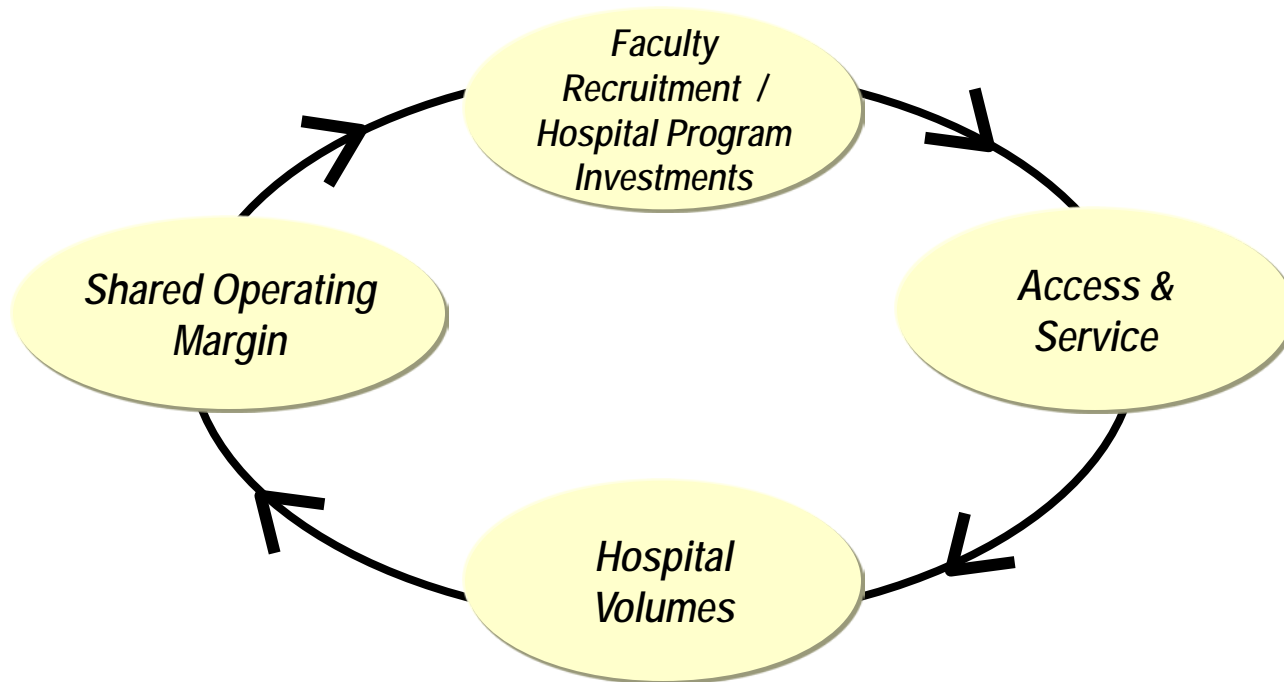 Faculty
Recruitment /
Hospital Program
Investments
Shared Operating
Margin
Access &
Service
Hospital
Volumes